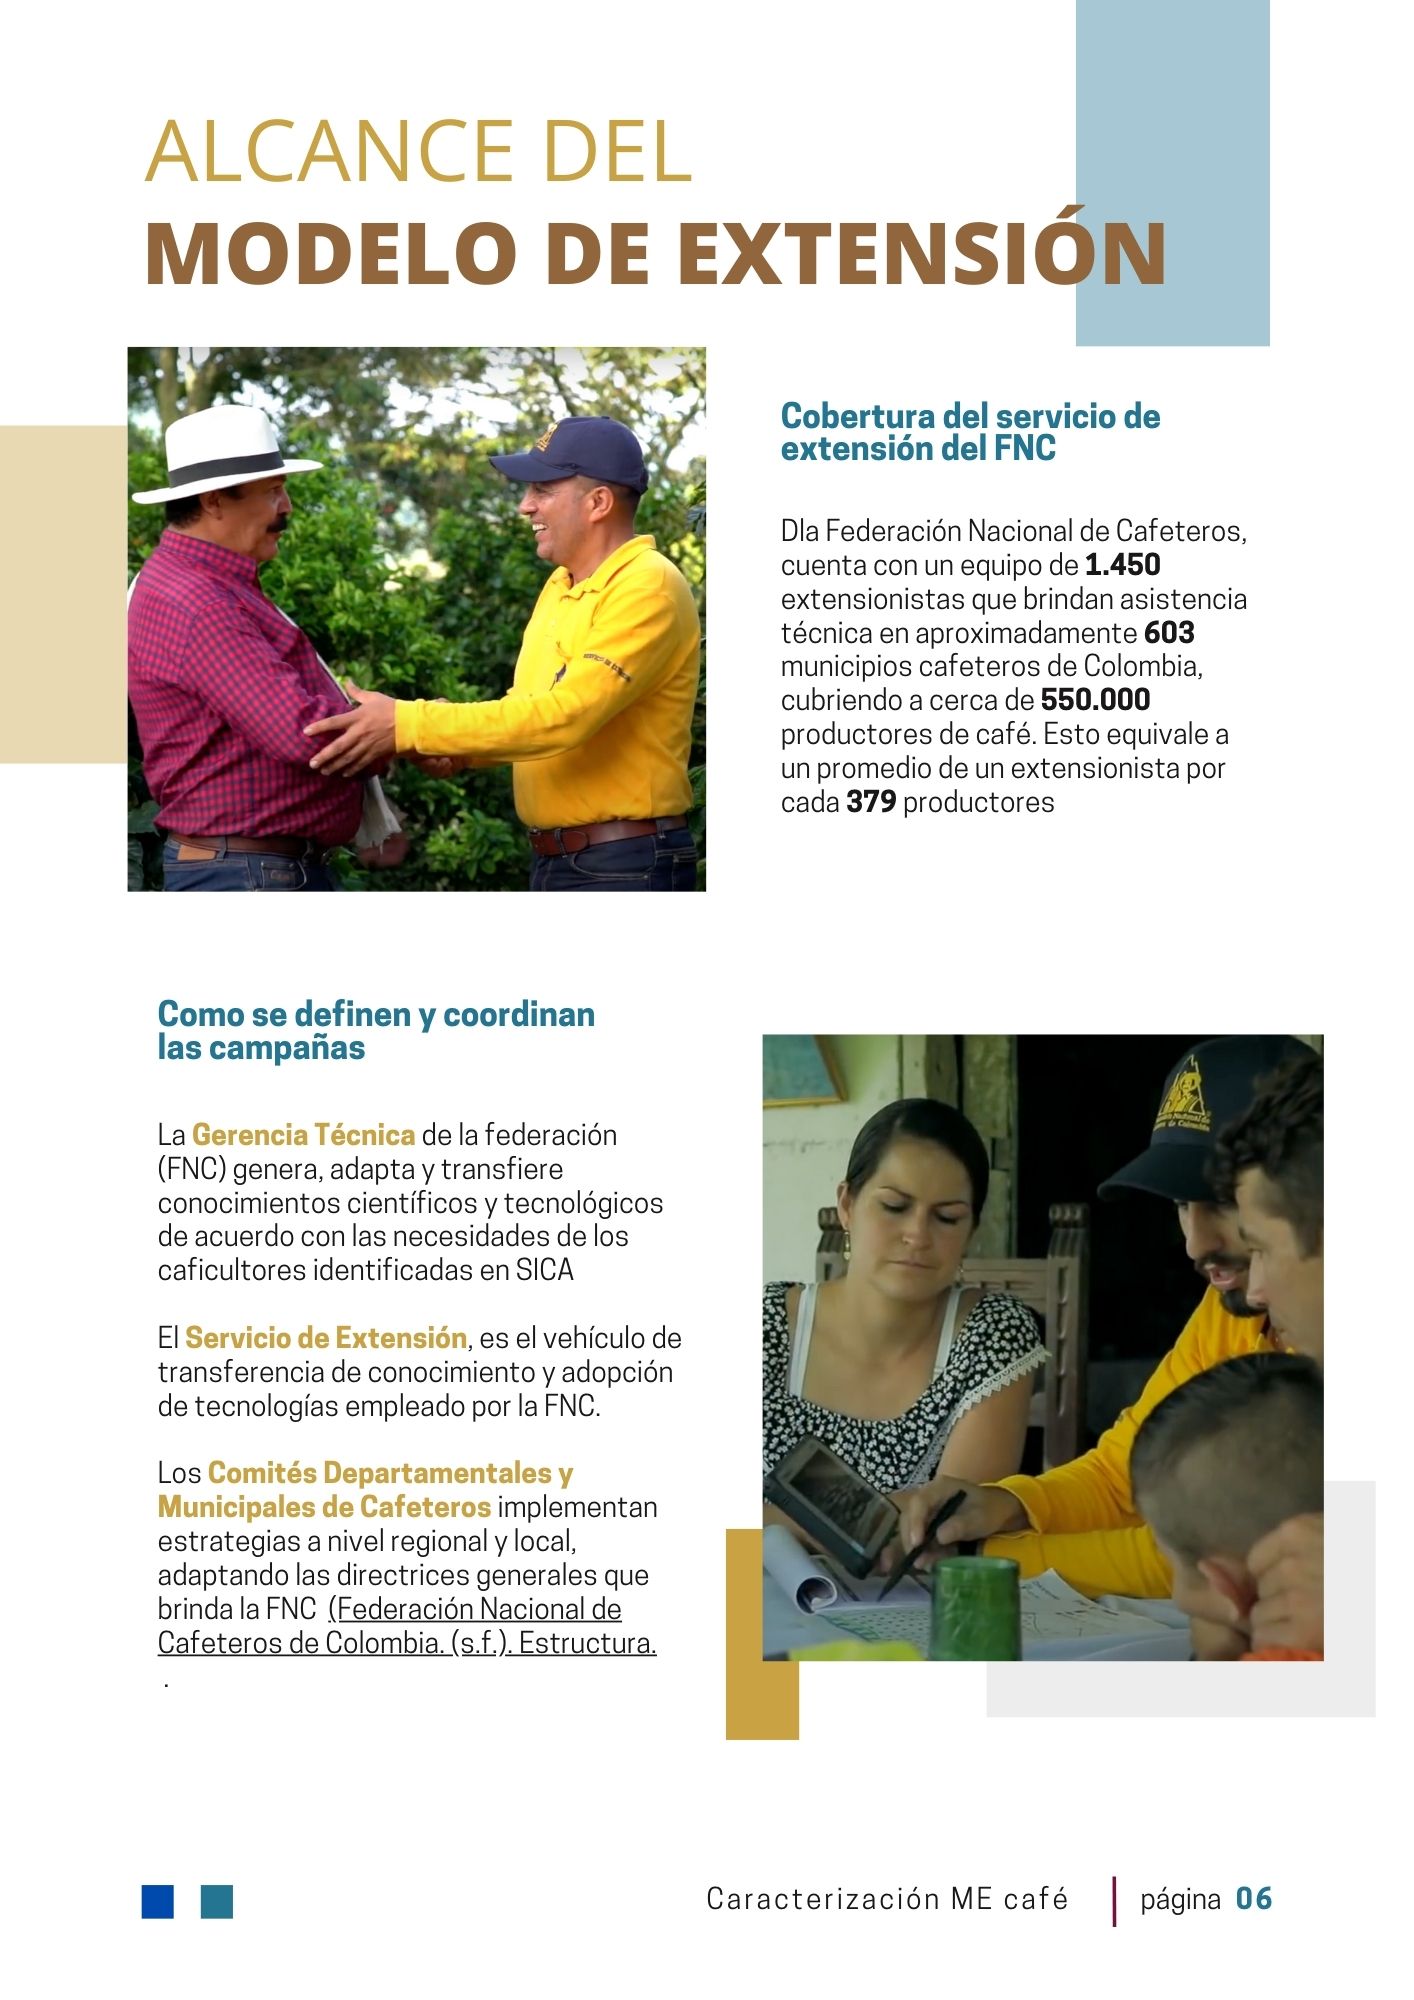 ALCANCE DEL
MODELO DE EXTENSIÓN
Cobertura del servicio de
extensión del FNC
Dla Federación Nacional de Cafeteros,
cuenta con un equipo de 1.450
extensionistas que brindan asistencia
técnica en aproximadamente 603
municipios cafeteros de Colombia,
cubriendo a cerca de 550.000
productores de café. Esto equivale a
un promedio de un extensionista por
cada 379 productores
Como se definen y coordinan
las campañas
La Gerencia Técnica de la federación
(FNC) genera, adapta y transfiere
conocimientos científicos y tecnológicos
de acuerdo con las necesidades de los
caficultores identificadas en SICA
El Servicio de Extensión, es el vehículo de
transferencia de conocimiento y adopción
de tecnologías empleado por la FNC.
Los Comités Departamentales y
Municipales de Cafeteros implementan
estrategias a nivel regional y local,
adaptando las directrices generales que
brinda la FNC (Federación Nacional de
Cafeteros de Colombia. (s.f.). Estructura.
.
Caracterización ME café
página 06